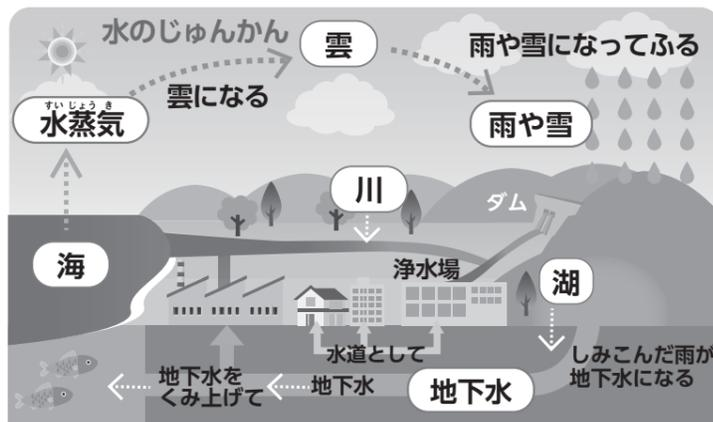 水のじゅんかん
雲
雨や雪になってふる
雲になる
すいじょうき
水蒸気
雨や雪
川
ダム
海
浄水場
湖
水道として
しみこんだ雨が
地下水になる
地下水を
くみ上げて
地下水
地下水